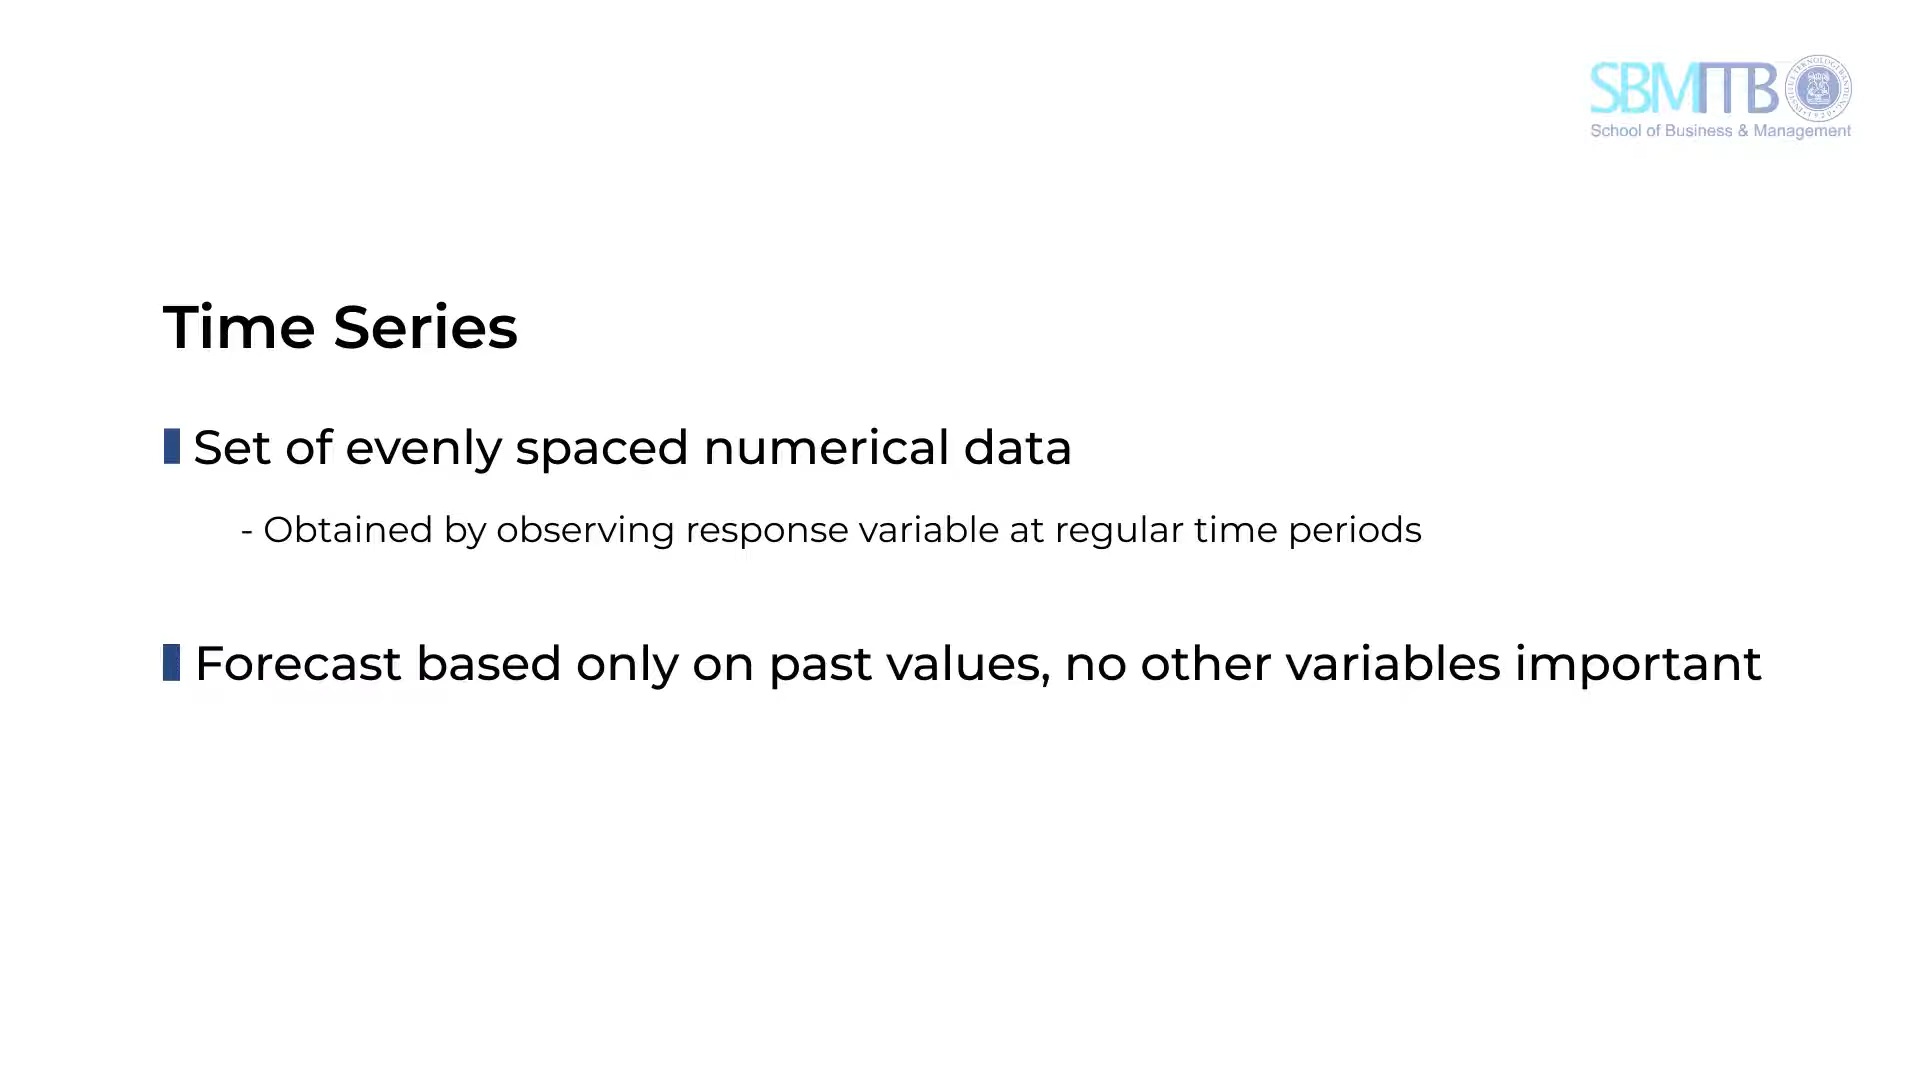 SBM ITB
School of Business & Management
Time Series
Set of evenly spaced numerical data
- Obtained by observing response variable at regular time periods
Forecast based only on past values, no other variables important